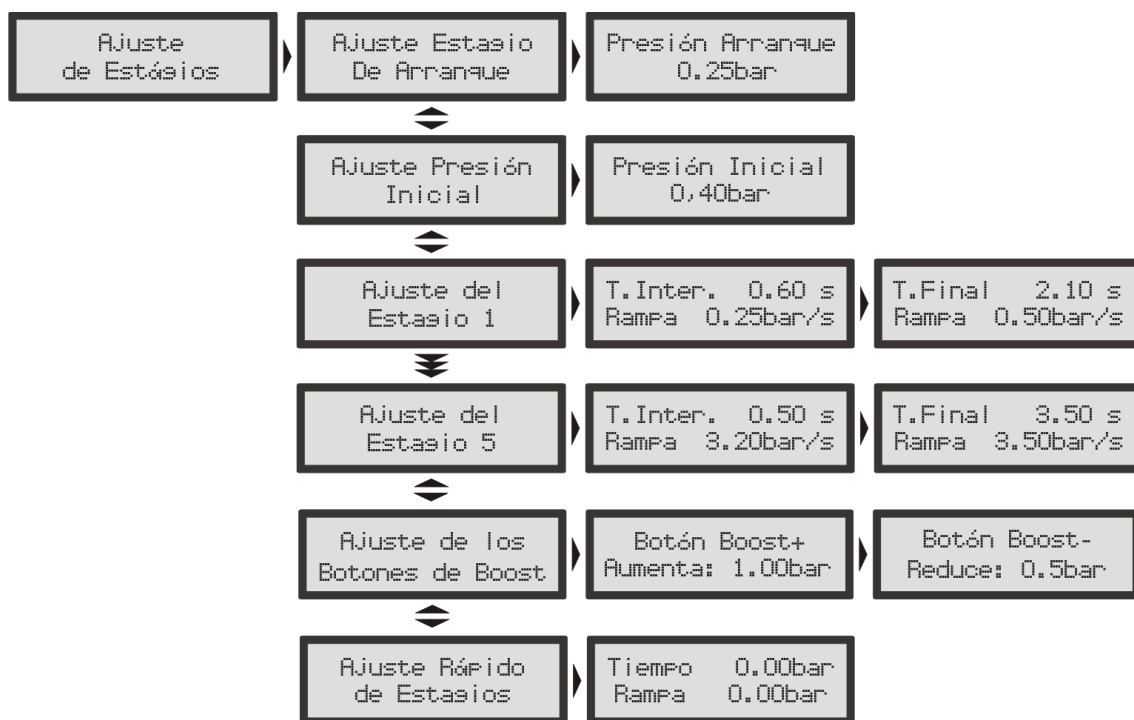 Ajuste
de Estágios
Ajuste Estagio
De Arranque
Presión Arranque
0.25bar
Ajuste Presión
Inicial
Presión Inicial
0,40bar
Ajuste del
Estagio 1
T.Inter. 0.60 s
Rampa 0.25bar/s
T.Final 2.10 s
Rampa 0.50bar/s
Ajuste del
Estagio 5
T.Inter. 0.50 s
Rampa 3.20bar/s
T.Final 3.50 s
Rampa 3.50bar/s
Ajuste de los
Botones de Boost
Botón Boost+
Aumenta: 1.00bar
Botón Boost-
Reduce: 0.5bar
Ajuste Rápido
de Estagios
Tiempo 0.00bar
Rampa 0.00bar